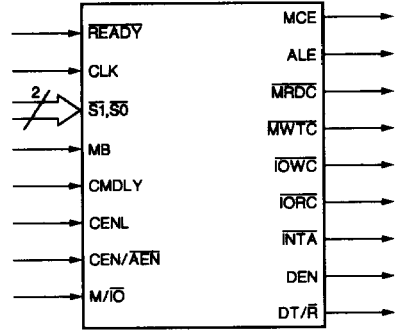 READY
CLK
2
S1,S0
MB
CMDLY
CENL
CEN/AEN
M/IO
MCE
ALE
MRDC
MWTC
IOWC
IORC
INTA
DEN
DT/R